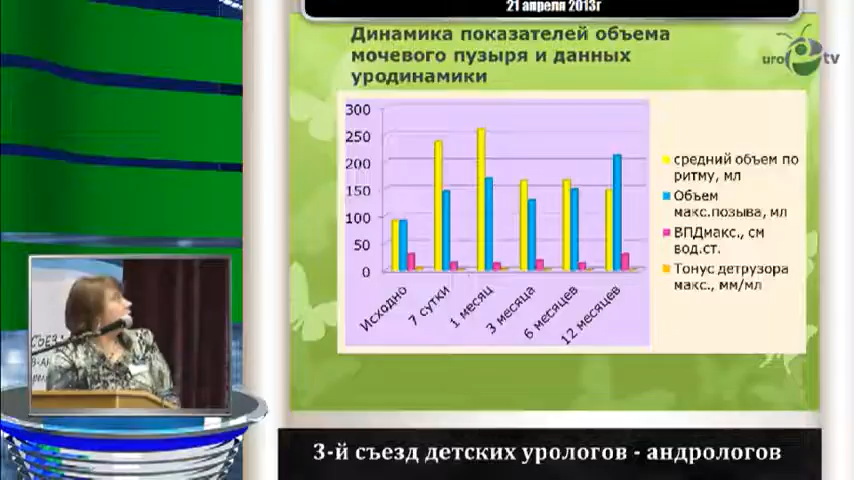 21 апреля 2013г
Динамика показателей объема
мочевого пузыря и данных
уродинамики
uro tv
300
250
200
150
100
50
0
Исходно
7 сутки
1 месяц
3 месяца
6 месяцев
12 месяцев
средний объем по
ритму, мл
Объем
макс.позыва, мл
ВПДмакс., см
вод.ст.
Тонус детрузора
макс., мм/мл
СЪЕЗ
3-й съезд детских урологов - андрологов